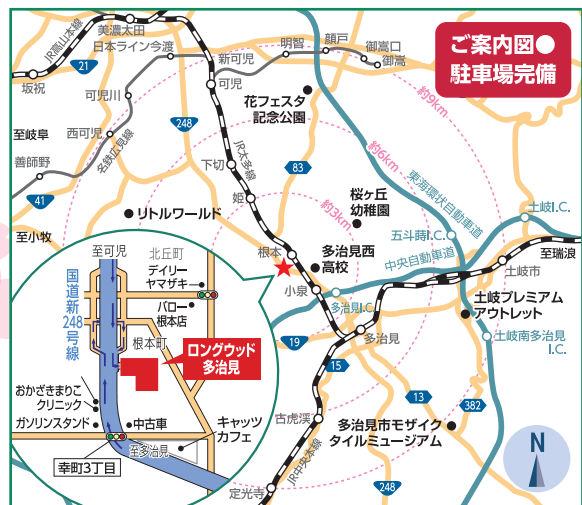 ご案内図●
駐車場完備
美濃太田
JR高山本線
日本ライン今渡
新可児
明智
顔戸
御嵩口
御嵩
21
坂祝
可児川
可児
花フェスタ
記念公園
約9km
至岐阜
西可児
名鉄広見線
248
JR太多線
83
約6km
善師野
下切
東海環状自動車道
41
姫
桜ヶ丘
幼稚園
リトルワールド
約3km
土岐I.C.
五斗蒔I.C.
至小牧
根本
多治見西
高校
中央自動車道
至瑞浪
土岐市
小泉
多治見I.C
土岐プレミアム
アウトレット
19
多治見
土岐南多治見
I.C.
15
13
382
古虎渓
多治見市モザイク
タイルミュージアム
JR中央本線
定光寺
248
N
至可児
北丘町
デイリー
ヤマザキ
国道新248号線
バロー
根本店
根本町
ロングウッド
多治見
おかざきまりこ
クリニック
ガソリンスタンド
中古車
キャッツ
カフェ
至多治見
幸町3丁目